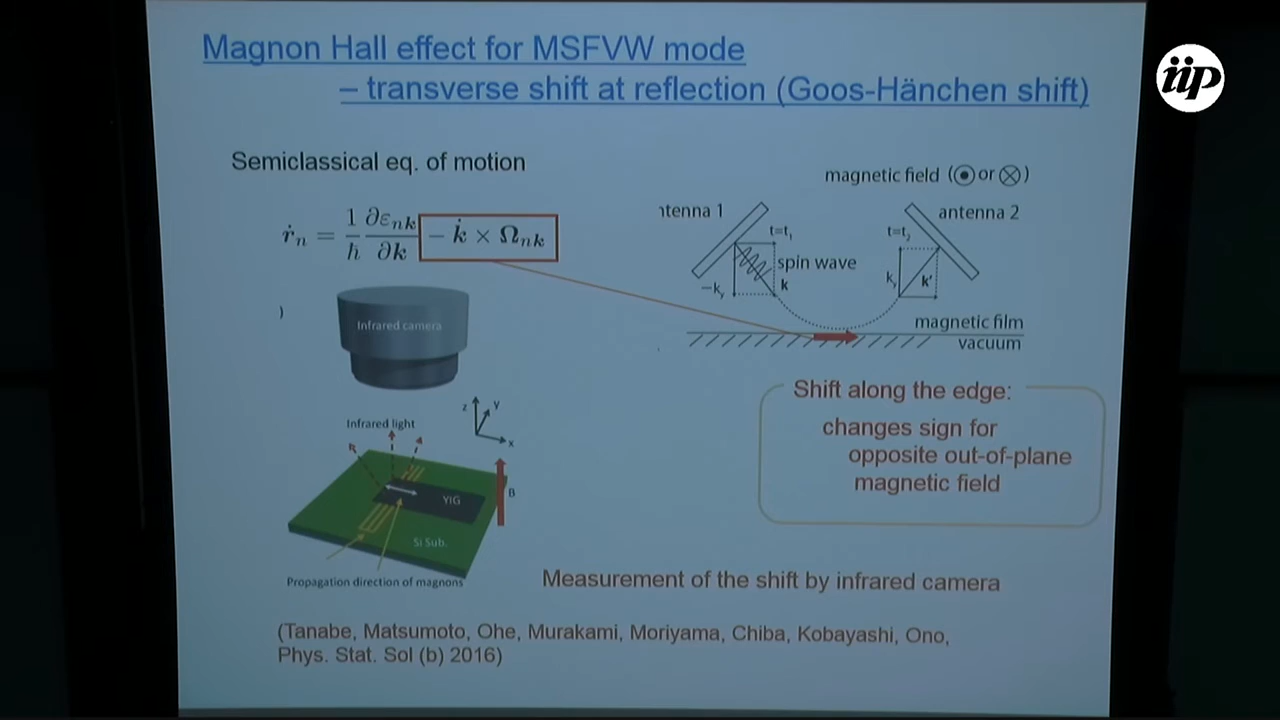 Magnon Hall effect for MSFVW mode
– transverse shift at reflection (Goos-Hänchen shift)
iip
Semiclassical eq. of motion
ṙₙ = 1/ħ ∂εₙₖ/∂k − k̇ × Ωₙₖ
magnetic field (⊙ or ⊗)
ntenna 1
antenna 2
t=t₁
t=t₂
spin wave
−kᵧ
k
kᵧ
k'
magnetic film
vacuum
)
Infrared camera
Shift along the edge:
changes sign for
opposite out-of-plane
magnetic field
z
y
x
Infrared light
YIG
B
Si Sub.
Propagation direction of magnons
Measurement of the shift by infrared camera
(Tanabe, Matsumoto, Ohe, Murakami, Moriyama, Chiba, Kobayashi, Ono,
Phys. Stat. Sol (b) 2016)